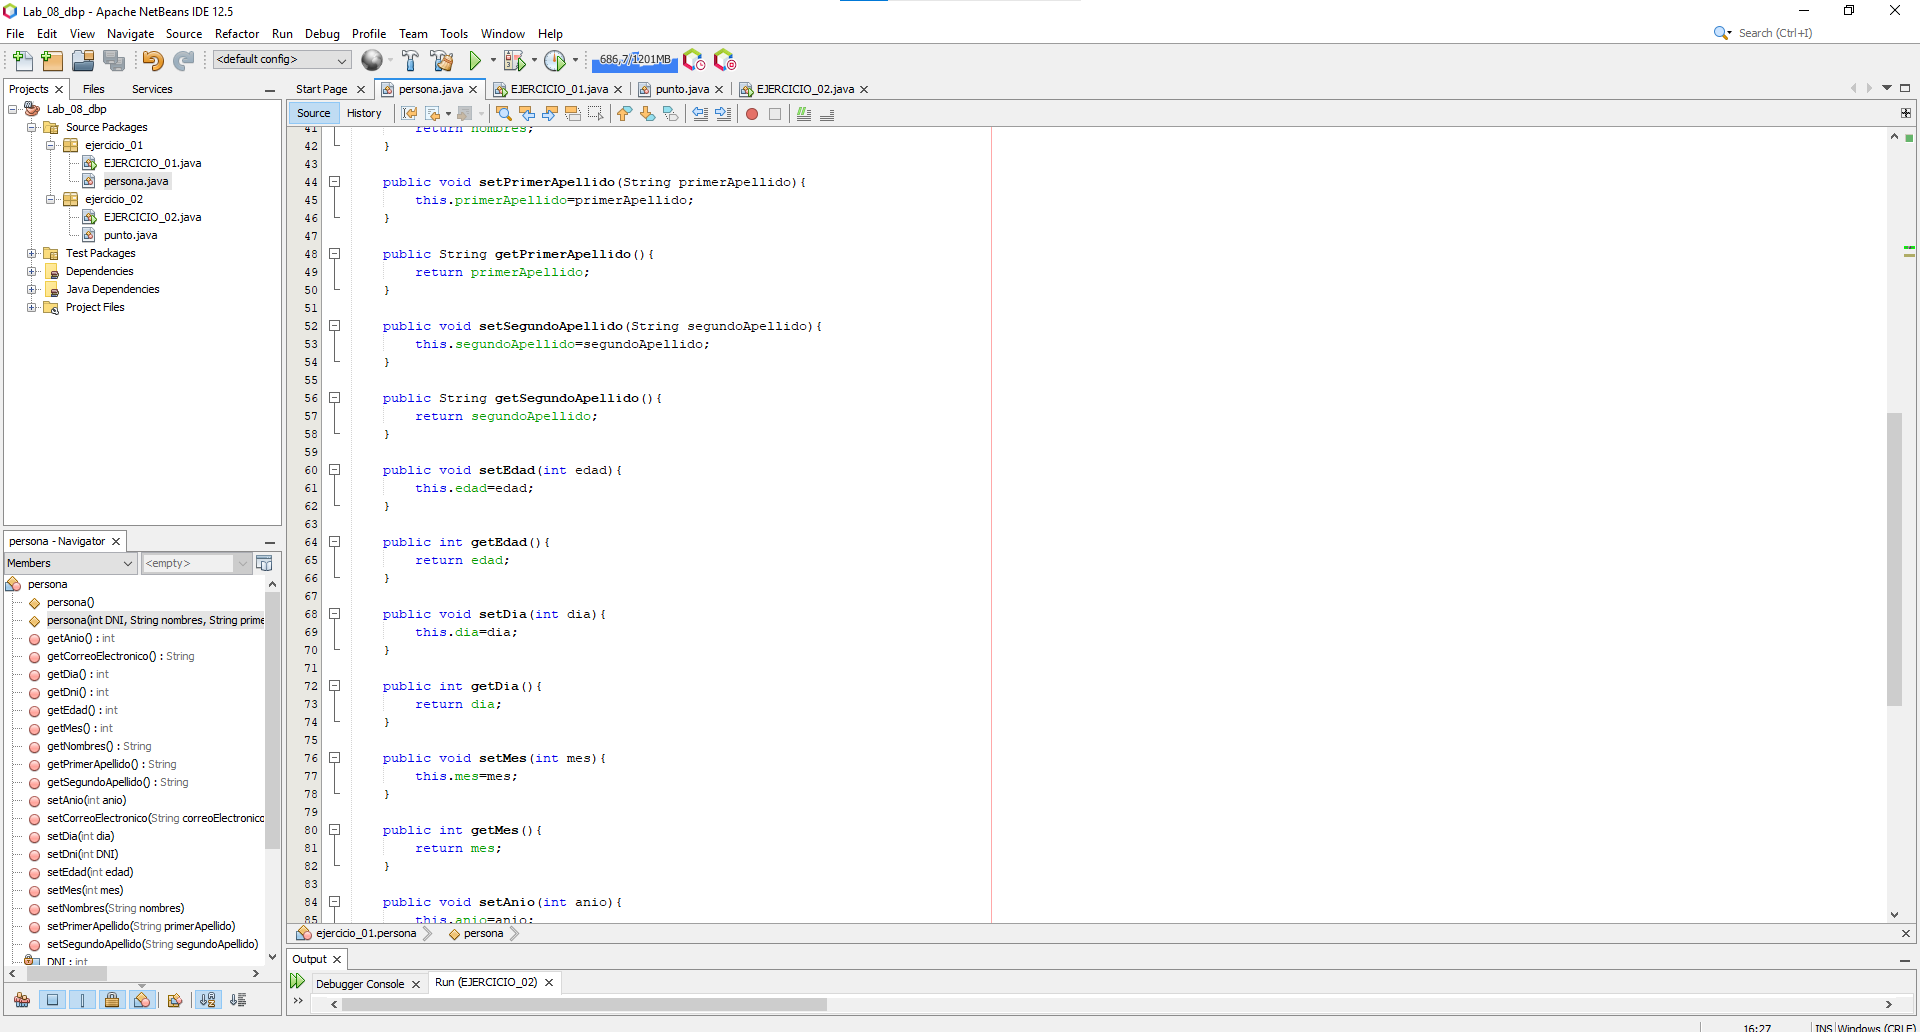 Lab_08_dbp - Apache NetBeans IDE 12.5
File Edit View Navigate Source Refactor Run Debug Profile Team Tools Window Help
Search (Ctrl+I)
<default config>
686,7/1201MB
Projects Files Services
Start Page persona.java EJERCICIO_01.java punto.java EJERCICIO_02.java
Source History
Lab_08_dbp
Source Packages
ejercicio_01
EJERCICIO_01.java
persona.java
ejercicio_02
EJERCICIO_02.java
punto.java
Test Packages
Dependencies
Java Dependencies
Project Files
41 return nombres;
42 }
43
44 public void setPrimerApellido(String primerApellido){
45 this.primerApellido=primerApellido;
46 }
47
48 public String getPrimerApellido(){
49 return primerApellido;
50 }
51
52 public void setSegundoApellido(String segundoApellido){
53 this.segundoApellido=segundoApellido;
54 }
55
56 public String getSegundoApellido(){
57 return segundoApellido;
58 }
59
60 public void setEdad(int edad){
61 this.edad=edad;
62 }
63
64 public int getEdad(){
65 return edad;
66 }
67
68 public void setDia(int dia){
69 this.dia=dia;
70 }
71
72 public int getDia(){
73 return dia;
74 }
75
76 public void setMes(int mes){
77 this.mes=mes;
78 }
79
80 public int getMes(){
81 return mes;
82 }
83
84 public void setAnio(int anio){
85 this.anio=anio;
persona - Navigator
Members <empty>
persona
persona()
persona(int DNI, String nombres, String prime
getAnio() : int
getCorreoElectronico() : String
getDia() : int
getDni() : int
getEdad() : int
getMes() : int
getNombres() : String
getPrimerApellido() : String
getSegundoApellido() : String
setAnio(int anio)
setCorreoElectronico(String correoElectronico
setDia(int dia)
setDni(int DNI)
setEdad(int edad)
setMes(int mes)
setNombres(String nombres)
setPrimerApellido(String primerApellido)
setSegundoApellido(String segundoApellido)
DNI : int
ejercicio_01.persona persona
Output
Debugger Console Run (EJERCICIO_02)
16:27 INS Windows (CRLF)